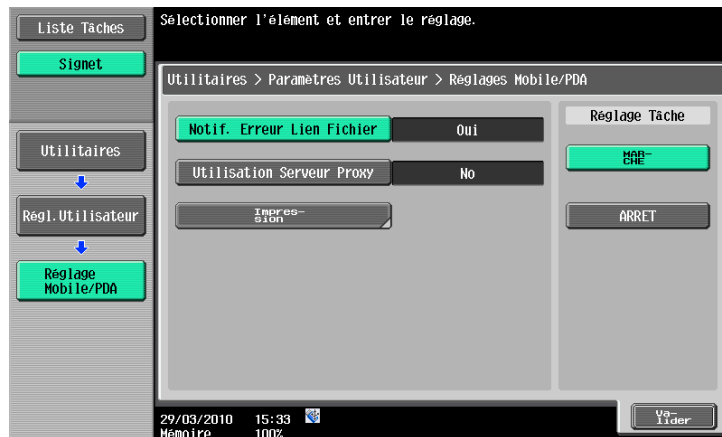 Liste Tâches
Signet
Sélectionner l'élément et entrer le réglage.
Utilitaires > Paramètres Utilisateur > Réglages Mobile/PDA
Utilitaires
Régl.Utilisateur
Réglage
Mobile/PDA
Notif. Erreur Lien Fichier
Oui
Utilisation Serveur Proxy
No
Impres-
sion
Réglage Tâche
MAR-
CHE
ARRET
29/03/2010 15:33
Mémoire 100%
Va-
lider